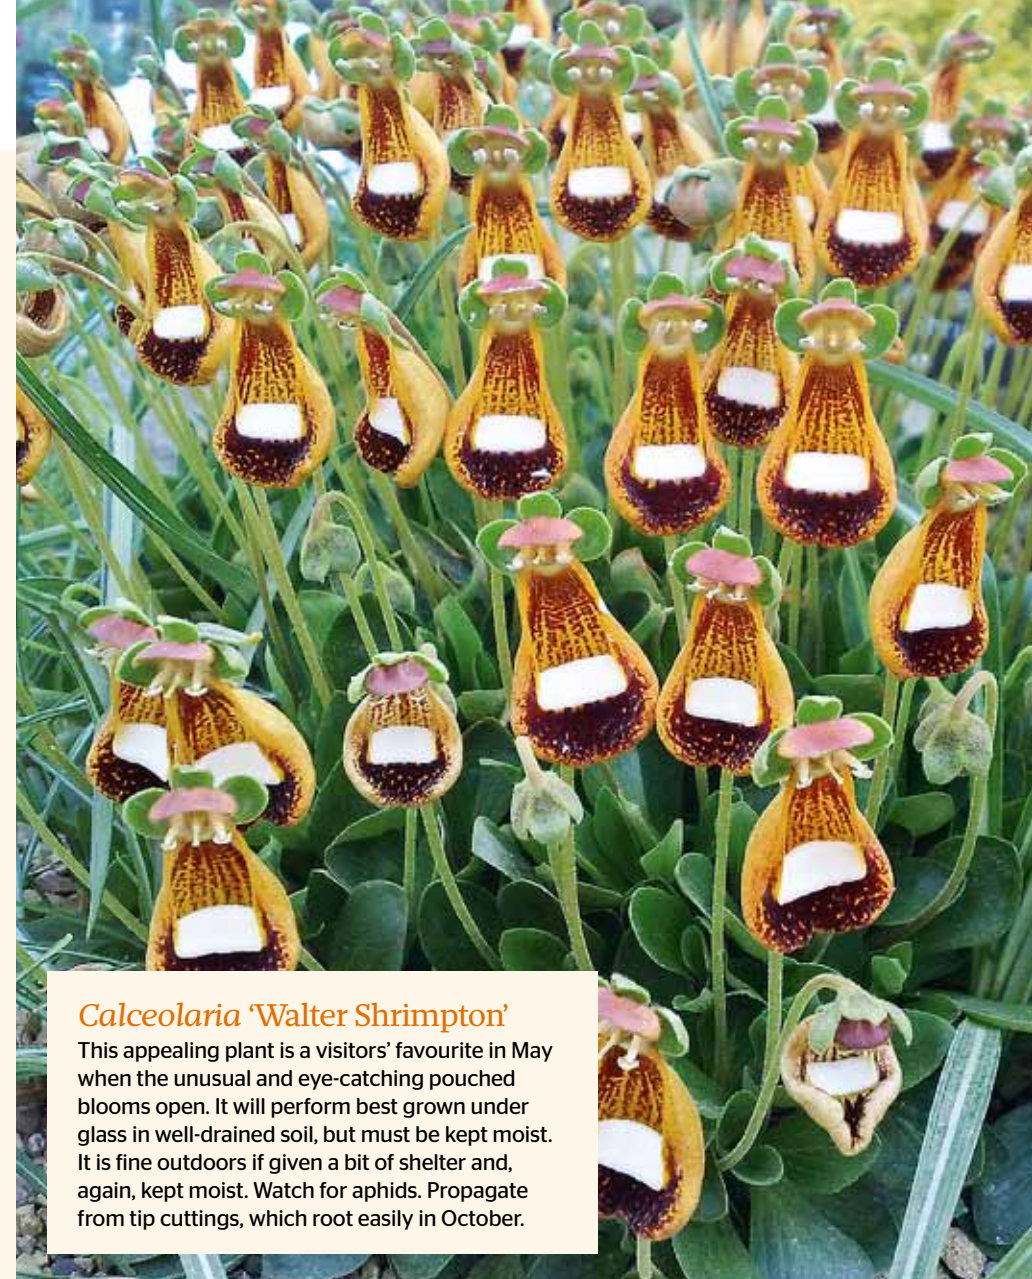 Calceolaria ‘Walter Shrimpton’
This appealing plant is a visitors’ favourite in May
when the unusual and eye-catching pouched
blooms open. It will perform best grown under
glass in well-drained soil, but must be kept moist.
It is fine outdoors if given a bit of shelter and,
again, kept moist. Watch for aphids. Propagate
from tip cuttings, which root easily in October.